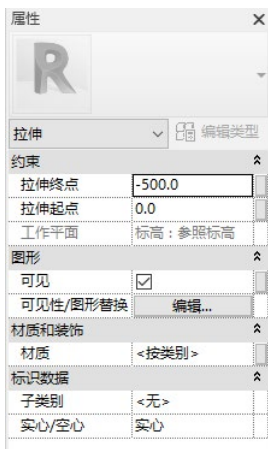 属性
拉伸
编辑类型
约束
拉伸终点 -500.0
拉伸起点 0.0
工作平面 标高：参照标高
图形
可见
可见性/图形替换 编辑...
材质和装饰
材质 <按类别>
标识数据
子类别 <无>
实心/空心 实心